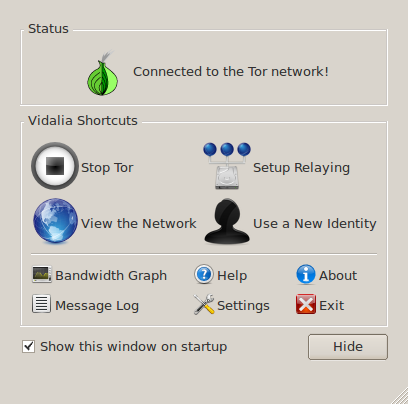 Status
Connected to the Tor network!
Vidalia Shortcuts
Stop Tor
Setup Relaying
View the Network
Use a New Identity
Bandwidth Graph
Help
About
Message Log
Settings
Exit
Show this window on startup
Hide